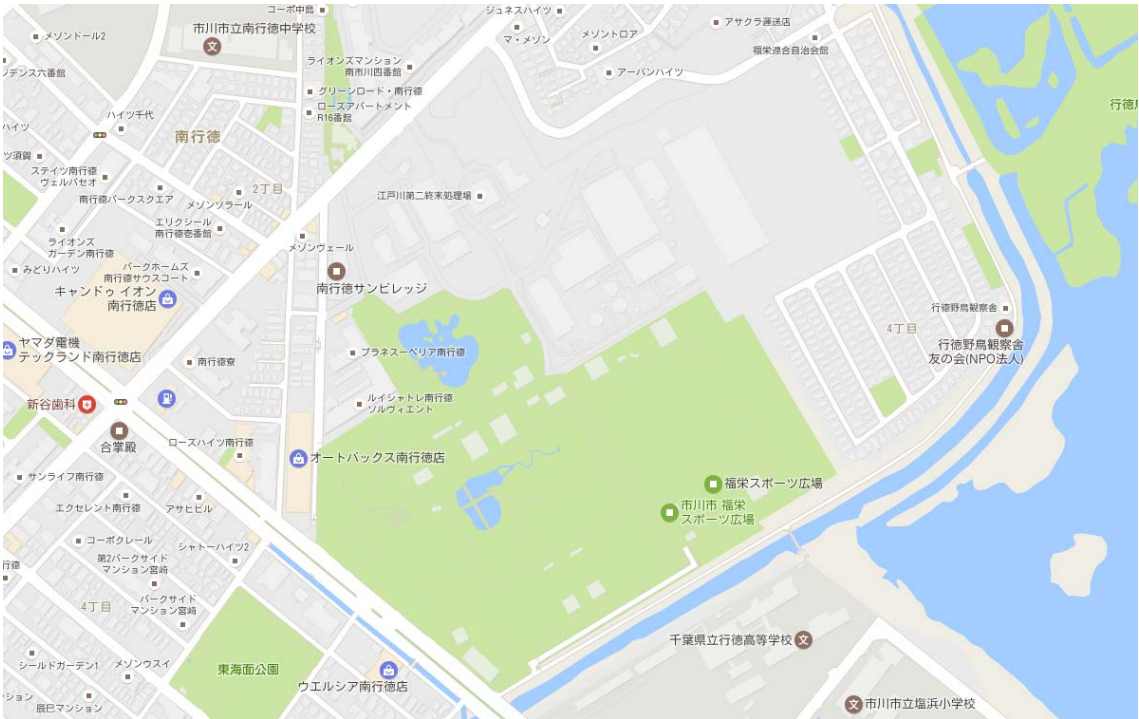 コーポ中島
ジュネスハイツ
アサクラ運送店
メゾンドール2
市川市立南行徳中学校
マ・メゾン
メゾントロア
福栄連合自治会館
ライオンズマンション
南市川四番館
アーバンハイツ
デンス六番館
グリーンロード・南行徳
ローズアパートメント
R16番館
ハイツ千代
行徳
南行徳
ハイツ
ツ須賀
ステイツ南行徳
ヴェルパセオ
2丁目
江戸川第二終末処理場
南行徳パークスクエア
メゾンソラール
エリクシール
南行徳壱番館
ライオンズ
ガーデン南行徳
メゾンヴェール
みどりハイツ
パークホームズ
南行徳サウスコート
南行徳サンビレッジ
キャンドゥ イオン
南行徳店
行徳野鳥観察舎
4丁目
行徳野鳥観察舎
友の会(NPO法人)
ヤマダ電機
テックランド南行徳店
プラネスーペリア南行徳
南行徳寮
ルイシャトレ南行徳
ソルヴィエント
新谷歯科
合掌殿
ローズハイツ南行徳
オートバックス南行徳店
サンライフ南行徳
福栄スポーツ広場
エクセレント南行徳
アサヒビル
市川市 福栄
スポーツ広場
コーポクレール
シャトーハイツ2
第2パークサイド
マンション宮崎
行徳
パークサイド
マンション宮崎
4丁目
千葉県立行徳高等学校
シールドガーデン1
メゾンウスイ
東海面公園
ウエルシア南行徳店
ション
辰巳マンション
市川市立塩浜小学校